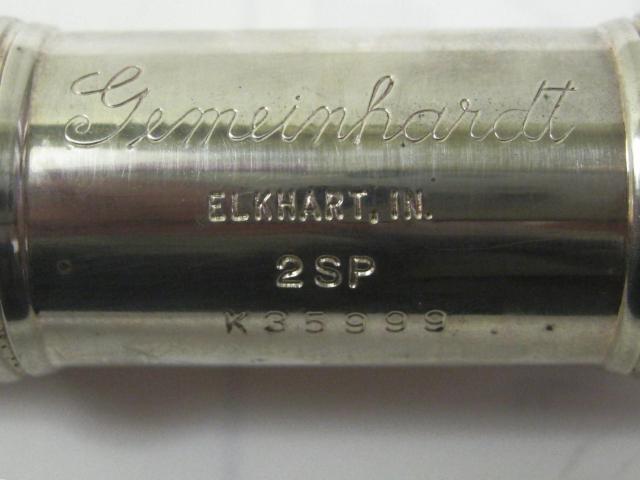 Gemeinhardt
ELKHART, IN.
2SP
K35999